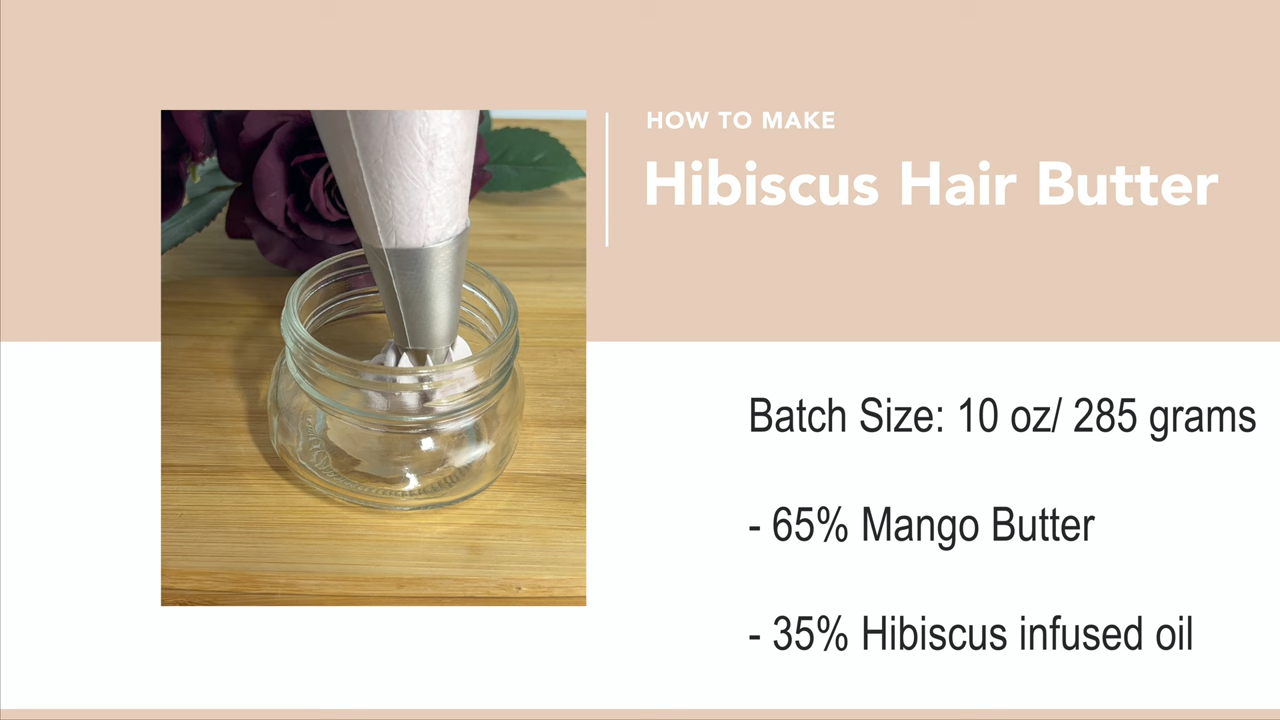 HOW TO MAKE
Hibiscus Hair Butter
Batch Size: 10 oz/ 285 grams
- 65% Mango Butter
- 35% Hibiscus infused oil